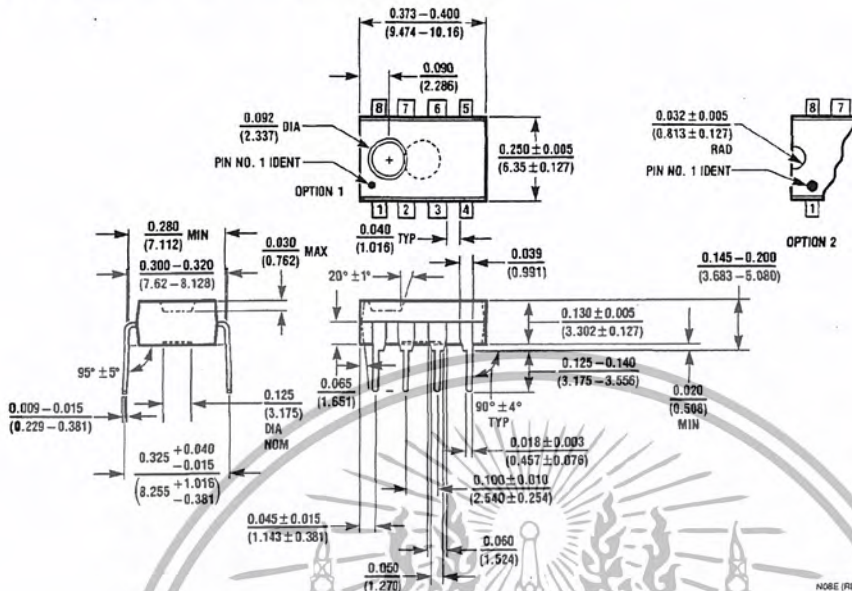 0.373 – 0.400
(9.474 – 10.16)
0.090
(2.286)
8 7 6 5
0.092 DIA
(2.337)
PIN NO. 1 IDENT
OPTION 1
1 2 3 4
0.250 ± 0.005
(6.35 ± 0.127)
0.032 ± 0.005
(0.813 ± 0.127)
RAD
PIN NO. 1 IDENT
8 7
1
OPTION 2
0.280 MIN
(7.112)
0.300 – 0.320
(7.62 – 8.128)
0.030 MAX
(0.762)
0.040 TYP
(1.016)
0.039
(0.991)
20° ± 1°
0.145 – 0.200
(3.683 – 5.080)
0.130 ± 0.005
(3.302 ± 0.127)
0.125 – 0.140
(3.175 – 3.556)
0.020
(0.508)
MIN
95° ± 5°
0.009 – 0.015
(0.229 – 0.381)
0.125
(3.175)
DIA
NOM
0.065
(1.651)
90° ± 4°
TYP
0.325 +0.040 −0.015
(8.255 +1.016 −0.381)
0.018 ± 0.003
(0.457 ± 0.076)
0.100 ± 0.010
(2.540 ± 0.254)
0.045 ± 0.015
(1.143 ± 0.381)
0.060
(1.524)
0.050
(1.270)
N08E